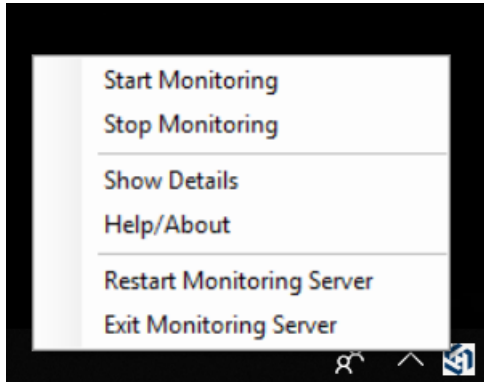 Start Monitoring
Stop Monitoring
Show Details
Help/About
Restart Monitoring Server
Exit Monitoring Server